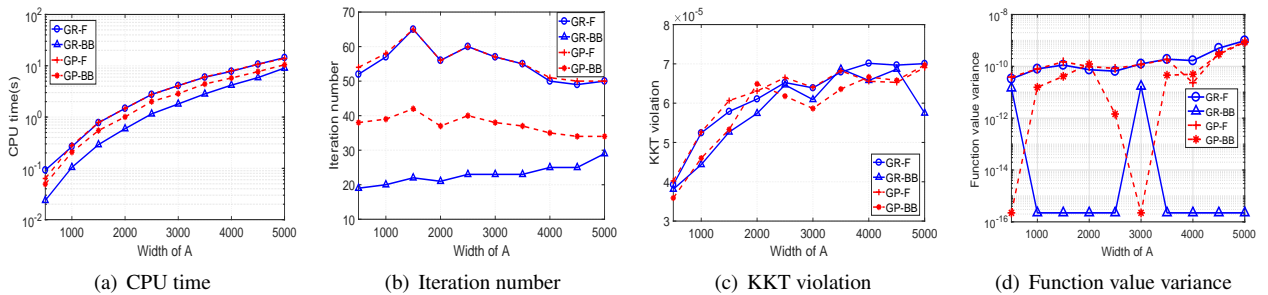 10^2
10^1
10^0
10^-1
10^-2
CPU time(s)
GR-F
GR-BB
GP-F
GP-BB
1000 2000 3000 4000 5000
Width of A
(a) CPU time
70
60
50
40
30
20
10
Iteration number
GR-F
GR-BB
GP-F
GP-BB
1000 2000 3000 4000 5000
Width of A
(b) Iteration number
×10^-5
8
7
6
5
4
3
KKT violation
GR-F
GR-BB
GP-F
GP-BB
1000 2000 3000 4000 5000
Width of A
(c) KKT violation
10^-8
10^-10
10^-12
10^-14
10^-16
Function value variance
GR-F
GR-BB
GP-F
GP-BB
1000 2000 3000 4000 5000
Width of A
(d) Function value variance